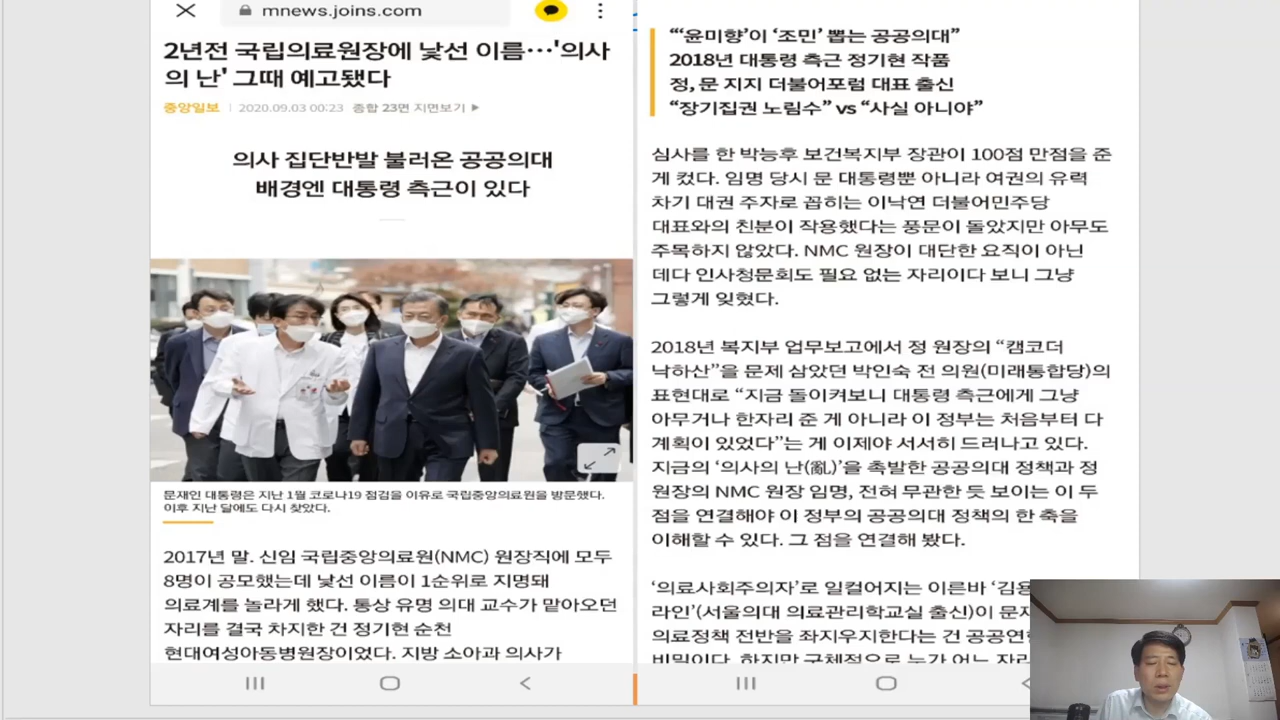 mnews.joins.com
2년전 국립의료원장에 낯선 이름…'의사
의 난' 그때 예고됐다
중앙일보 | 2020.09.03 00:23 종합 23면 지면보기 ▶
의사 집단반발 불러온 공공의대
배경엔 대통령 측근이 있다
문재인 대통령은 지난 1월 코로나19 점검을 이유로 국립중앙의료원을 방문했다.
이후 지난 달에도 다시 찾았다.
2017년 말. 신임 국립중앙의료원(NMC) 원장직에 모두
8명이 공모했는데 낯선 이름이 1순위로 지명돼
의료계를 놀라게 했다. 통상 유명 의대 교수가 맡아오던
자리를 결국 차지한 건 정기현 순천
현대여성아동병원장이었다. 지방 소아과 의사가
“‘윤미향’이 ‘조민’ 뽑는 공공의대”
2018년 대통령 측근 정기현 작품
정, 문 지지 더불어포럼 대표 출신
“장기집권 노림수” vs “사실 아니야”
심사를 한 박능후 보건복지부 장관이 100점 만점을 준
게 컸다. 임명 당시 문 대통령뿐 아니라 여권의 유력
차기 대권 주자로 꼽히는 이낙연 더불어민주당
대표와의 친분이 작용했다는 풍문이 돌았지만 아무도
주목하지 않았다. NMC 원장이 대단한 요직이 아닌
데다 인사청문회도 필요 없는 자리이다 보니 그냥
그렇게 잊혔다.
2018년 복지부 업무보고에서 정 원장의 “캠코더
낙하산”을 문제 삼았던 박인숙 전 의원(미래통합당)의
표현대로 “지금 돌이켜보니 대통령 측근에게 그냥
아무거나 한자리 준 게 아니라 이 정부는 처음부터 다
계획이 있었다”는 게 이제야 서서히 드러나고 있다.
지금의 ‘의사의 난(亂)’을 촉발한 공공의대 정책과 정
원장의 NMC 원장 임명, 전혀 무관한 듯 보이는 이 두
점을 연결해야 이 정부의 공공의대 정책의 한 축을
이해할 수 있다. 그 점을 연결해 봤다.
‘의료사회주의자’로 일컬어지는 이른바 ‘김용
라인’(서울의대 의료관리학교실 출신)이 문재
의료정책 전반을 좌지우지한다는 건 공공연한
비밀이다. 하지만 구체적으로 누가 어느 자리